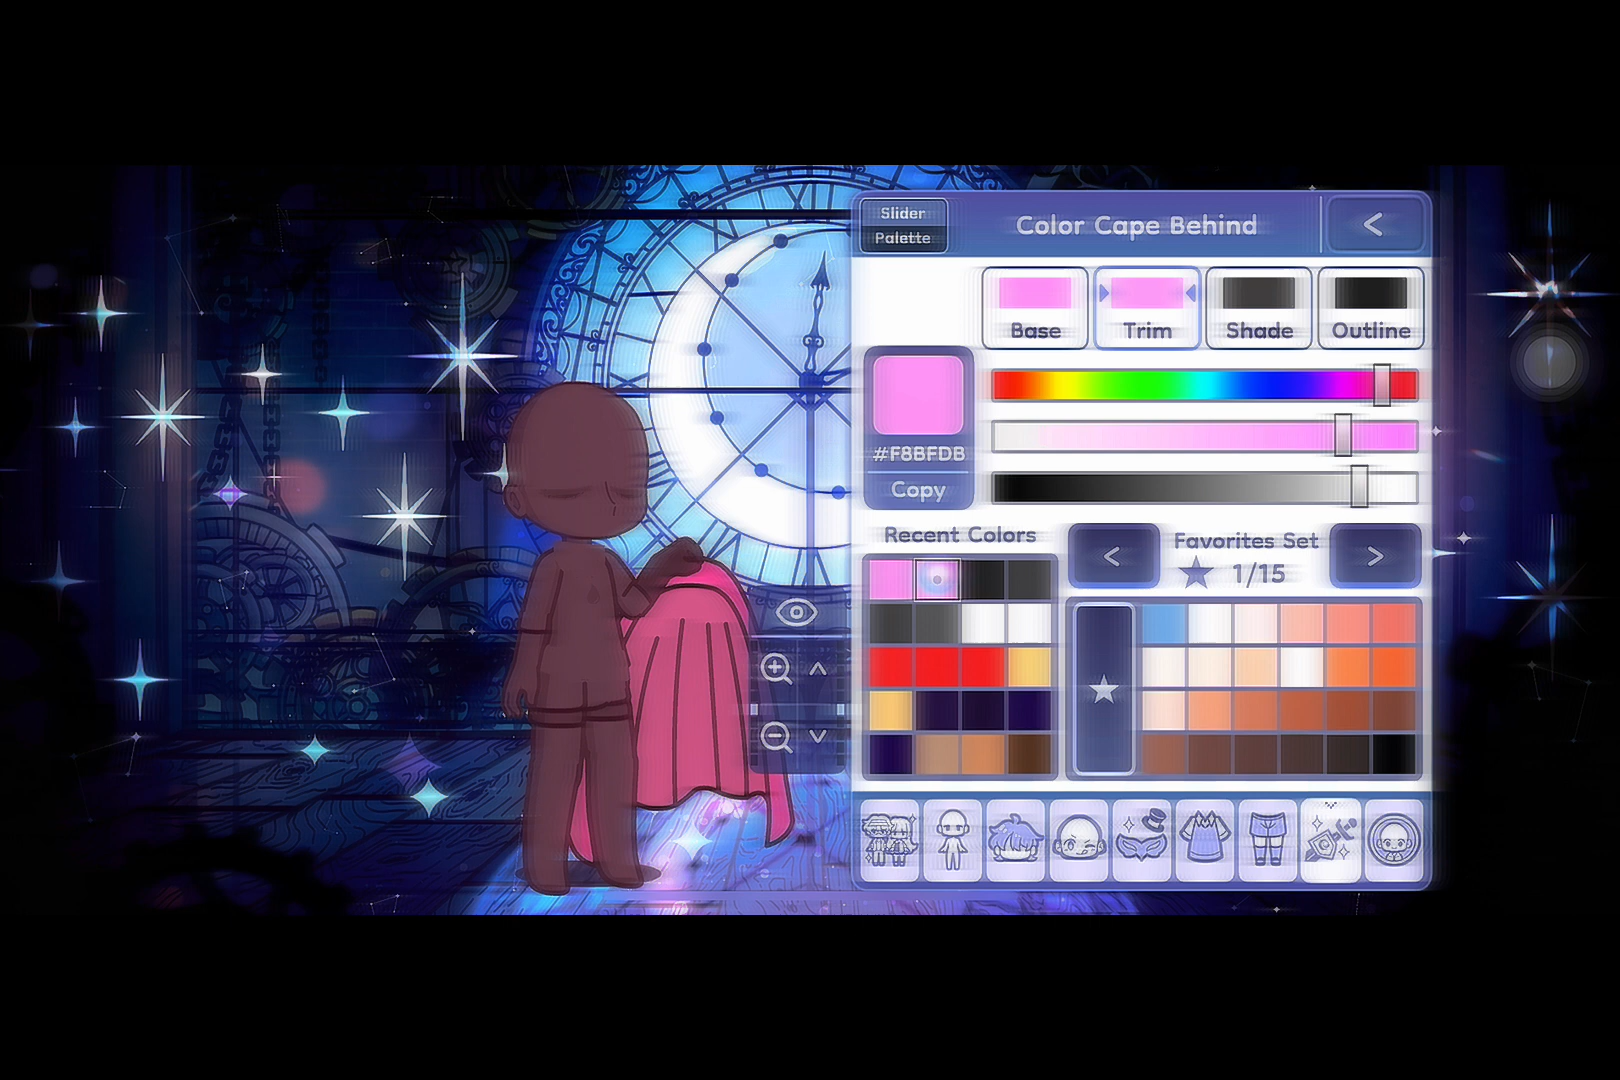 Slider
Palette
Color Cape Behind
<
Base
Trim
Shade
Outline
#F8BFDB
Copy
Recent Colors
<
Favorites Set
1/15
>